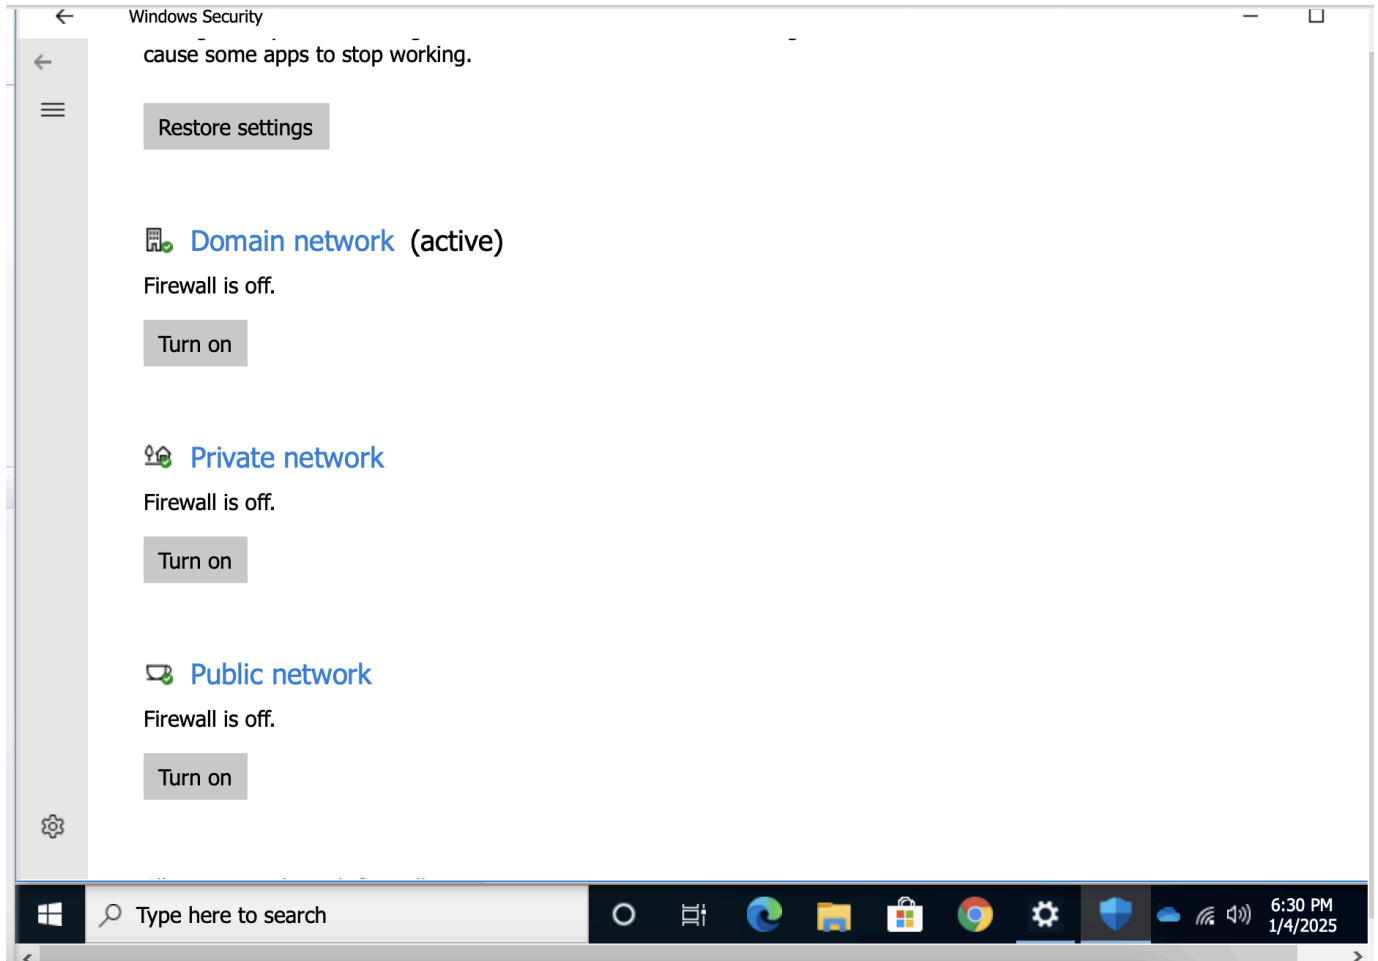 Windows Security
cause some apps to stop working.
Restore settings
Domain network (active)
Firewall is off.
Turn on
Private network
Firewall is off.
Turn on
Public network
Firewall is off.
Turn on
Type here to search
6:30 PM
1/4/2025